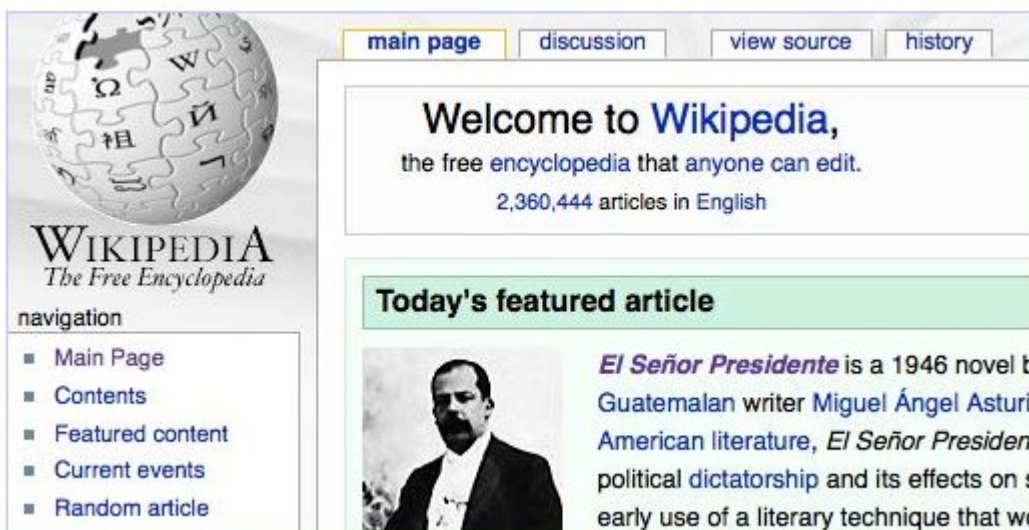 main page
discussion
view source
history
Welcome to Wikipedia,
the free encyclopedia that anyone can edit.
2,360,444 articles in English
Ω
W
И
祖
WIKIPEDIA
The Free Encyclopedia
navigation
Main Page
Contents
Featured content
Current events
Random article
Today's featured article
El Señor Presidente is a 1946 novel
Guatemalan writer Miguel Ángel
American literature, El Señor
political dictatorship and its effects on
early use of a literary technique that